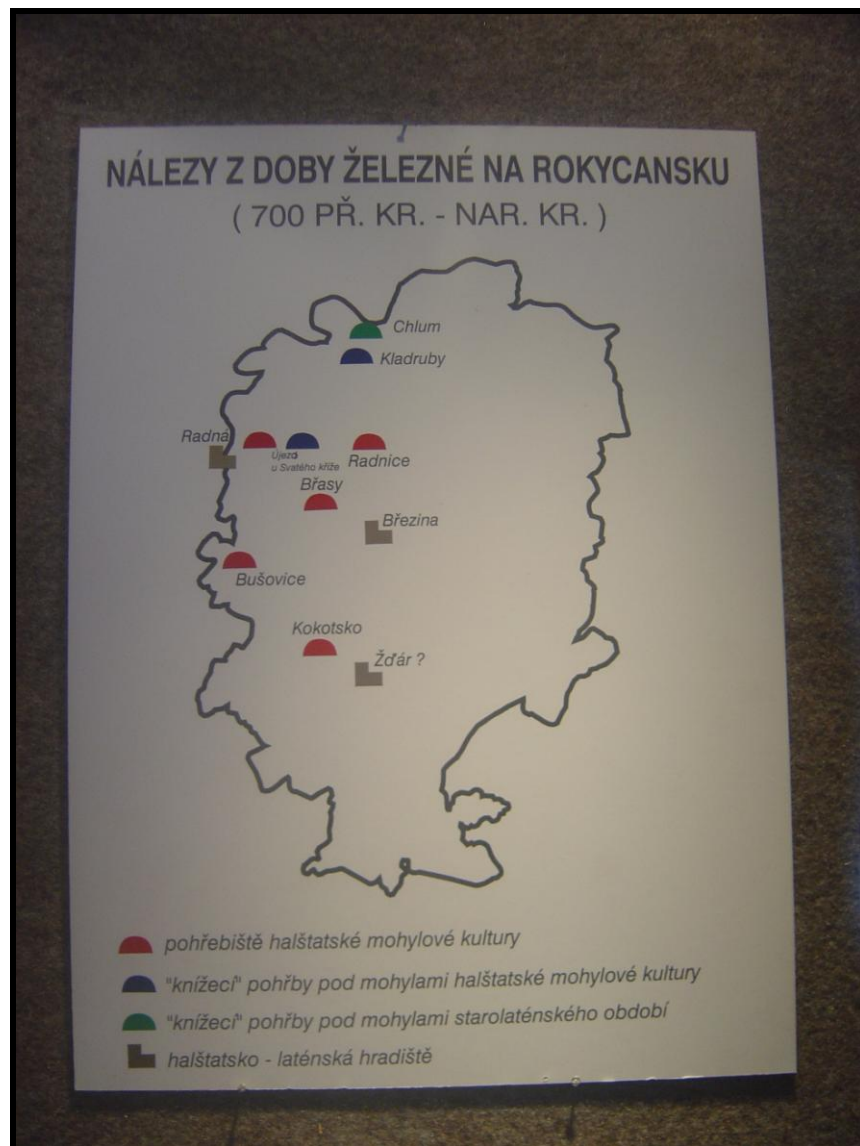 NÁLEZY Z DOBY ŽELEZNÉ NA ROKYCANSKU
( 700 PŘ. KR. - NAR. KR. )
Chlum
Kladruby
Radná
Újezd
u Svatého kříže
Radnice
Břasy
Březina
Bušovice
Kokotsko
Žďár ?
pohřebiště halštatské mohylové kultury
"knížecí" pohřby pod mohylami halštatské mohylové kultury
"knížecí" pohřby pod mohylami starolaténského období
halštatsko - laténská hradiště